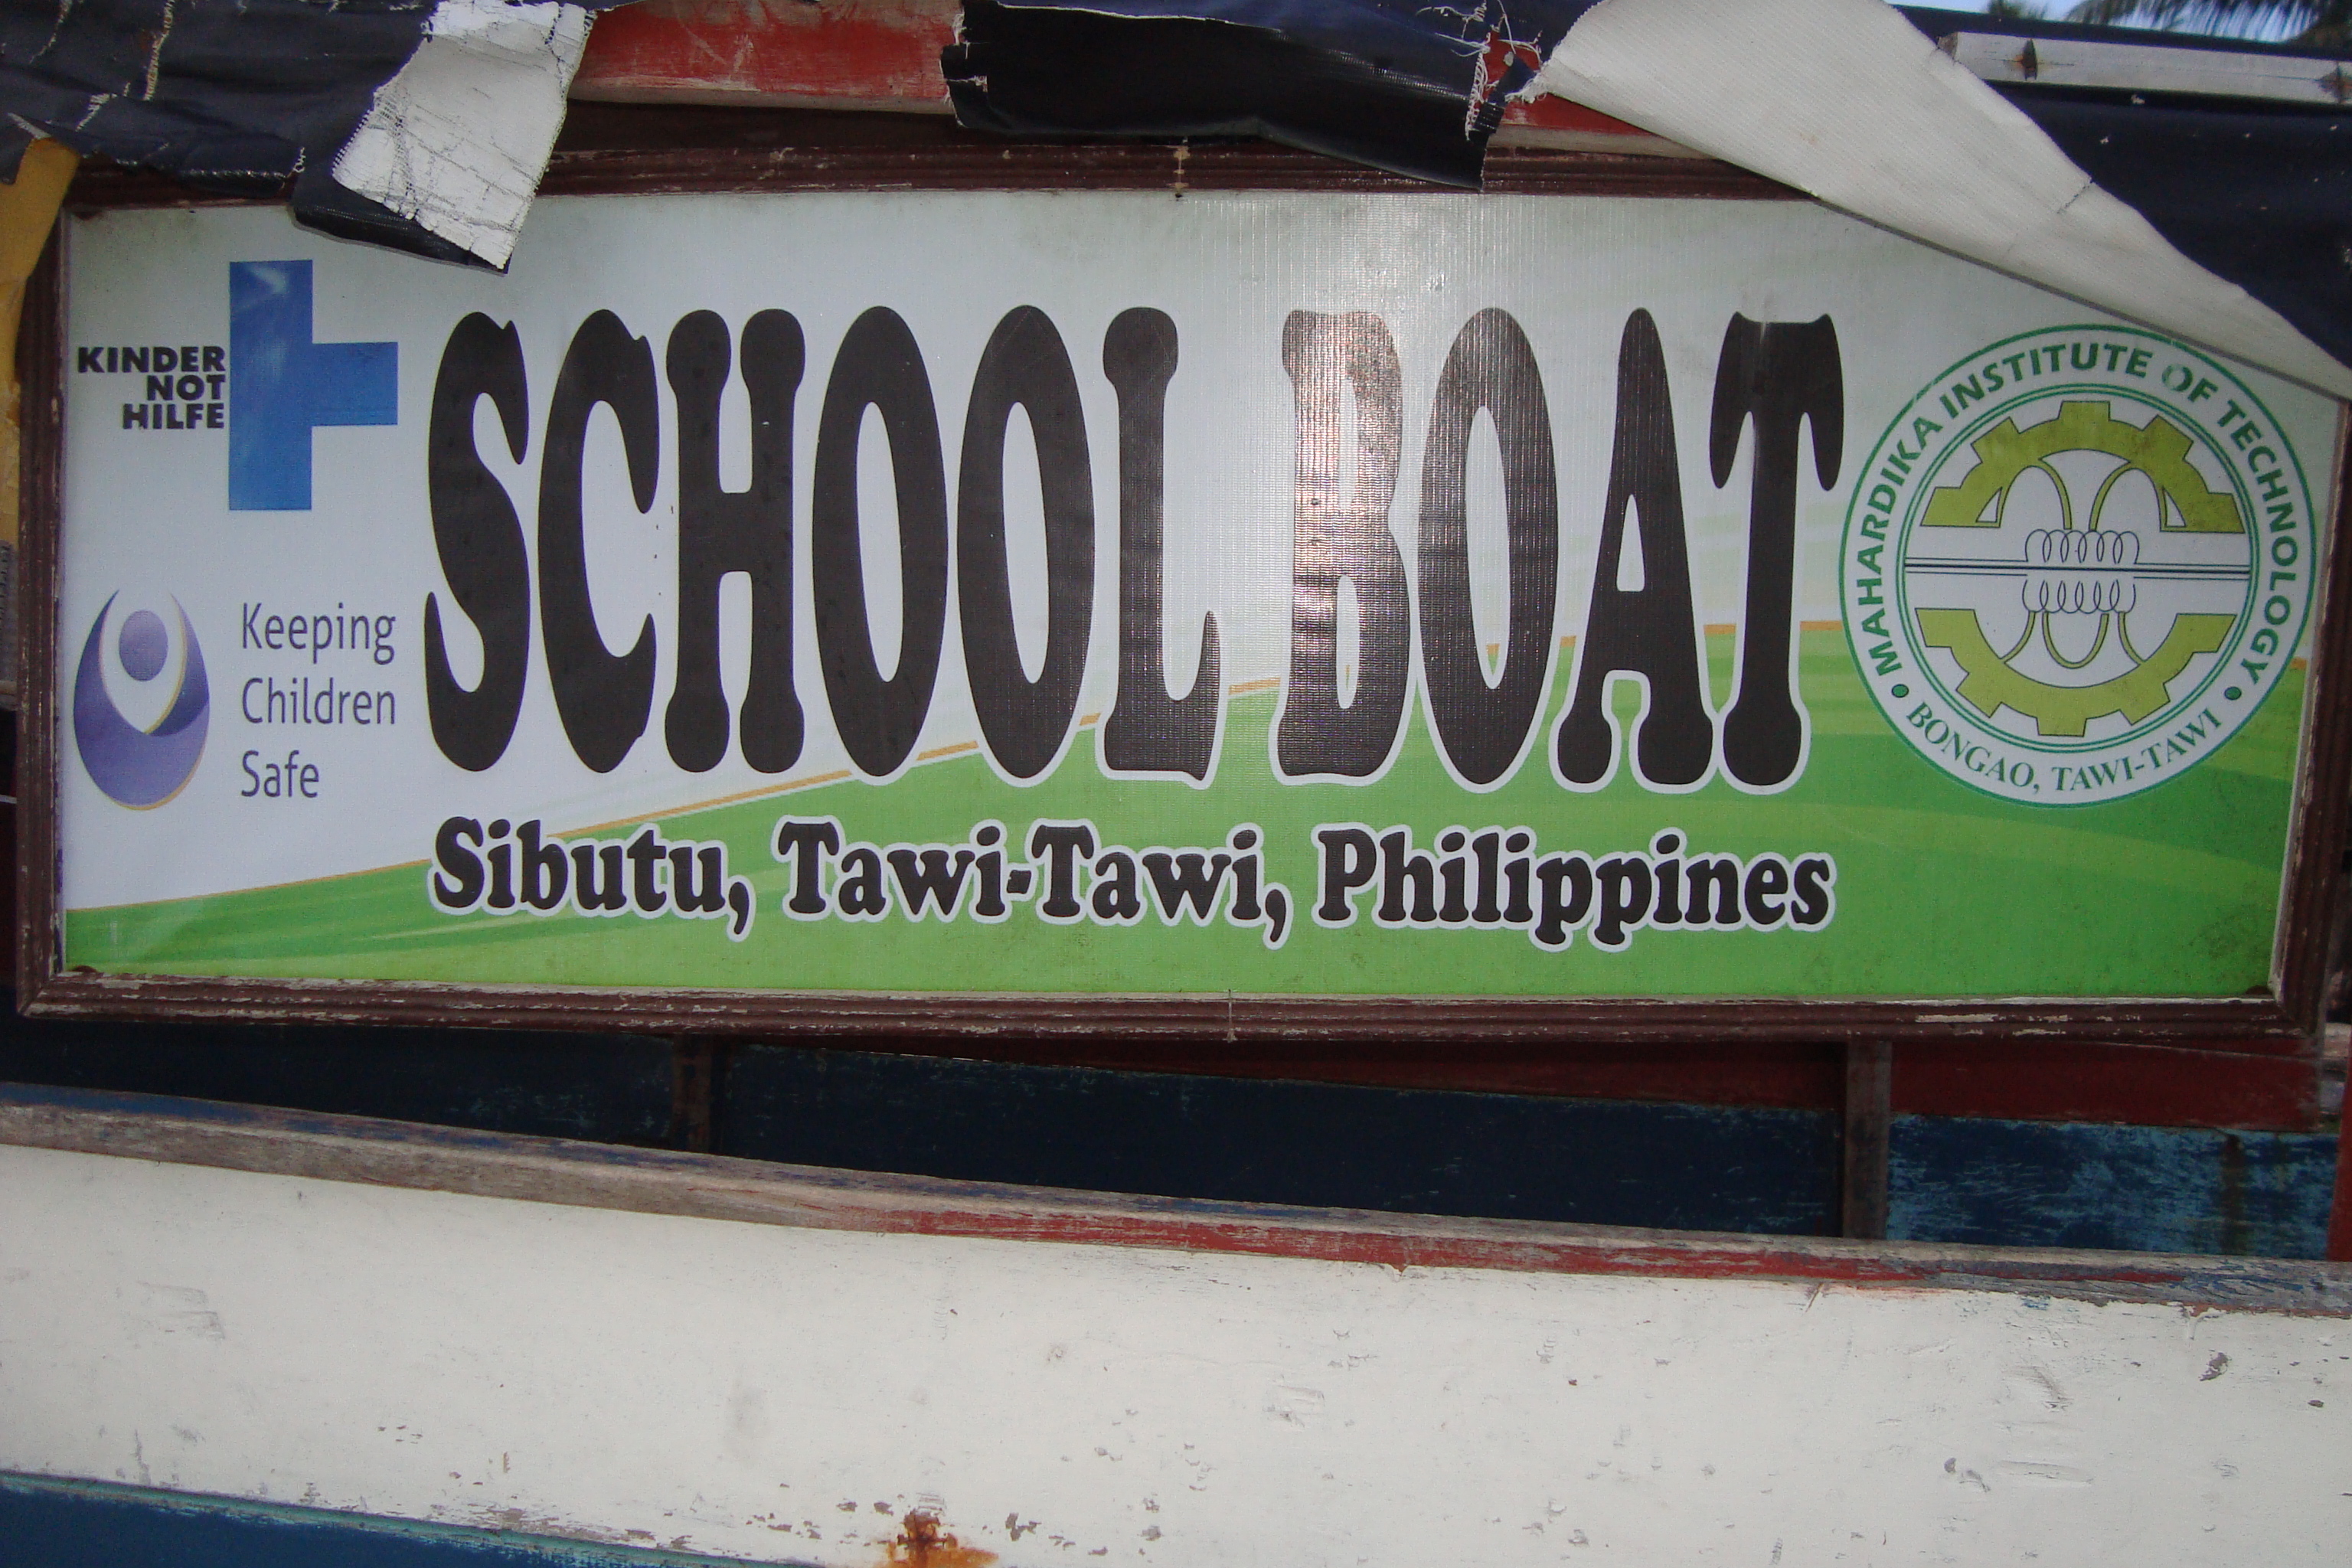 KINDER
NOT
HILFE
Keeping
Children
Safe
SCHOOL BOAT
Sibutu, Tawi-Tawi, Philippines
MAHARDIKA INSTITUTE OF TECHNOLOGY
• BONGAO, TAWI-TAWI •